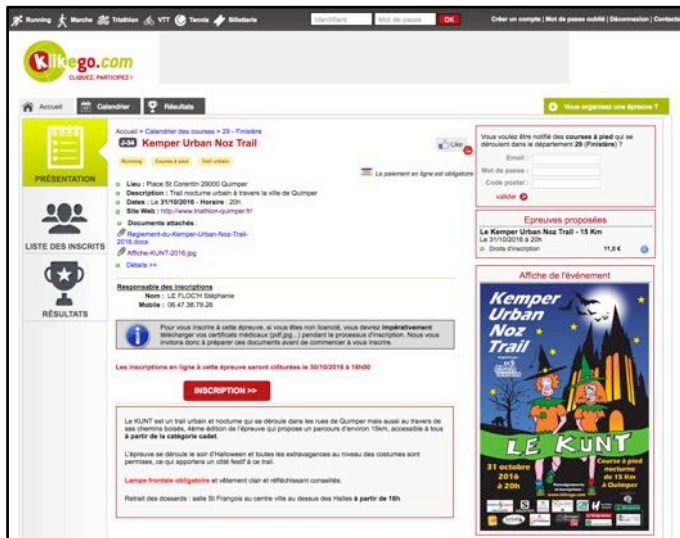 Running Marche Triathlon VTT Tennis Billetterie Identifiant Mot de passe OK Créer un compte | Mot de passe oublié | Déconnexion | Contacts
klikego.com
CLIQUEZ, PARTICIPEZ !
Accueil Calendrier Résultats Vous organisez une épreuve ?
PRÉSENTATION
LISTE DES INSCRITS
RÉSULTATS
Accueil » Calendrier des courses » 29 - Finistère
J-34 Kemper Urban Noz Trail
Like
Running Course à pied Trail urbain
Le paiement en ligne est obligatoire
Lieu : Place St Corentin 29000 Quimper
Description : Trail nocturne urbain à travers la ville de Quimper
Dates : Le 31/10/2016 - Horaire : 20h
Site Web : http://www.triathlon-quimper.fr/
Documents attachés :
Reglement-du-Kemper-Urban-Noz-Trail-
2016.docx
Affiche-KUNT-2016.jpg
Détails >>
Responsable des inscriptions
Nom : LE FLOC'H Stéphanie
Mobile : 06.47.38.79.26
Pour vous inscrire à cette épreuve, si vous êtes non licencié, vous devrez impérativement
télécharger vos certificats médicaux (pdf,jpg...) pendant le processus d'inscription. Nous vous
invitons donc à préparer ces documents avant de commencer à vous inscrire.
Les inscriptions en ligne à cette épreuve seront clôturées le 30/10/2016 à 18h00
INSCRIPTION >>
Le KUNT est un trail urbain et nocturne qui se déroule dans les rues de Quimper mais aussi au travers de
ses chemins boisés, 4ème édition de l'épreuve qui propose un parcours d'environ 15km, accessible à tous
à partir de la catégorie cadet.
L'épreuve se déroule le soir d'Halloween et toutes les extravagances au niveau des costumes sont
permises, ce qui apportera un côté festif à ce trail.
Lampe frontale obligatoire et vêtement clair et réfléchissant conseillés.
Retrait des dossards : salle St François au centre ville au dessus des Halles à partir de 18h
Vous voulez être notifié des courses à pied qui se
déroulent dans le département 29 (Finistère) ?
Email :
Mot de passe :
Code postal :
valider
Epreuves proposées
Le Kemper Urban Noz Trail - 15 Km
Le 31/10/2016 à 20h
Droits d'inscription 11,0 €
Affiche de l'événement
Kemper
Urban
Noz
Trail
LE KUNT
31 octobre
2016
à 20h
Course à pied
nocturne
de 15 Km
à Quimper
Renseignements
et inscriptions :
www.klikego.com